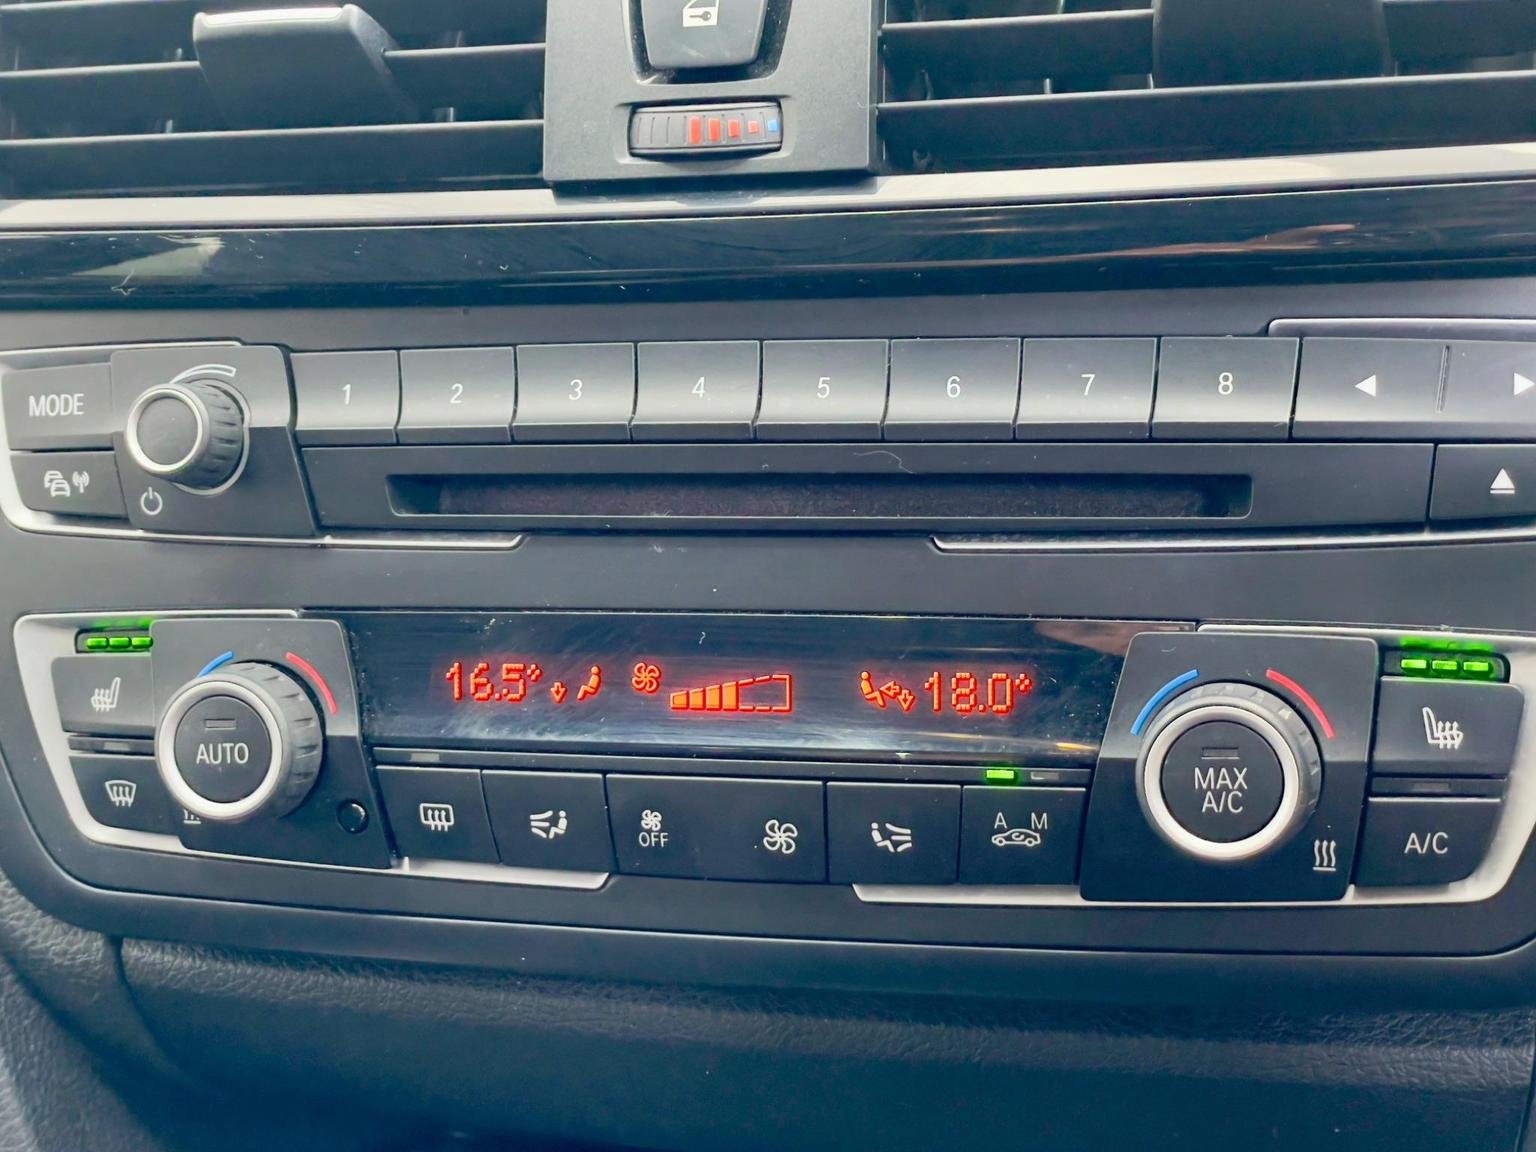 MODE
1 2 3 4 5 6 7 8
16.5°
18.0°
AUTO
MAX
A/C
OFF
A M
A/C